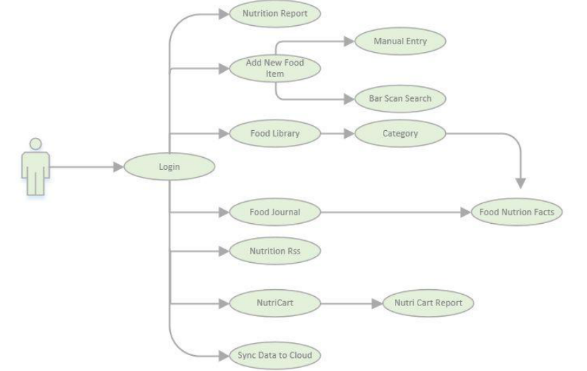 Nutrition Report
Manual Entry
Add New Food
Item
Bar Scan Search
Food Library
Category
Login
Food Journal
Food Nutrion Facts
Nutrition Rss
NutriCart
Nutri Cart Report
Sync Data to Cloud